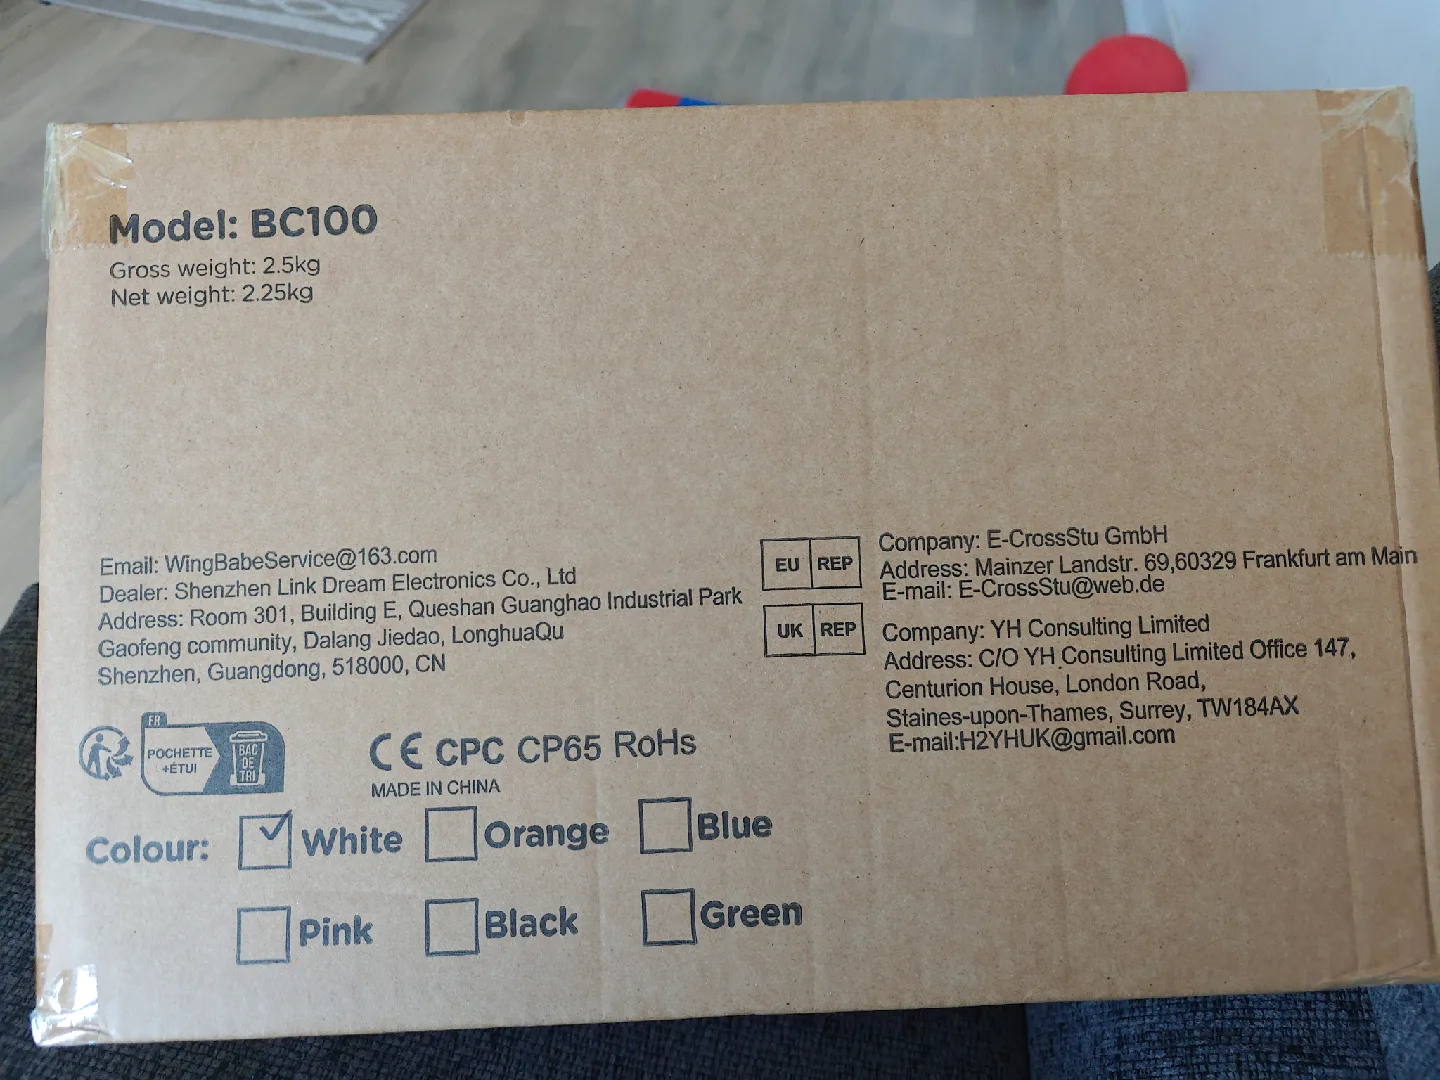 Model: BC100
Gross weight: 2.5kg
Net weight: 2.25kg
Email: WingBabeService@163.com
Dealer: Shenzhen Link Dream Electronics Co., Ltd
Address: Room 301, Building E, Queshan Guanghao Industrial Park
Gaofeng community, Dalang Jiedao, LonghuaQu
Shenzhen, Guangdong, 518000, CN
EU REP
Company: E-CrossStu GmbH
Address: Mainzer Landstr. 69,60329 Frankfurt am Main
E-mail: E-CrossStu@web.de
UK REP
Company: YH Consulting Limited
Address: C/O YH Consulting Limited Office 147,
Centurion House, London Road,
Staines-upon-Thames, Surrey, TW184AX
E-mail:H2YHUK@gmail.com
FR
POCHETTE
+ÉTUI
BAC
DE
TRI
CE CPC CP65 RoHs
MADE IN CHINA
Colour: White Orange Blue
Pink Black Green